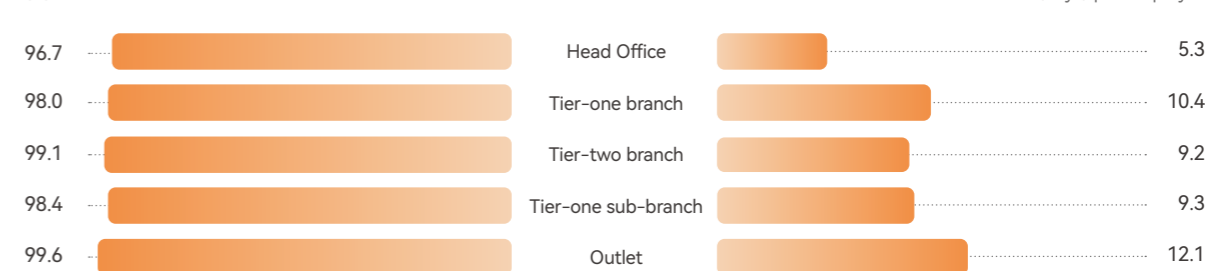 96.7 Head Office 5.3
98.0 Tier-one branch 10.4
99.1 Tier-two branch 9.2
98.4 Tier-one sub-branch 9.3
99.6 Outlet 12.1